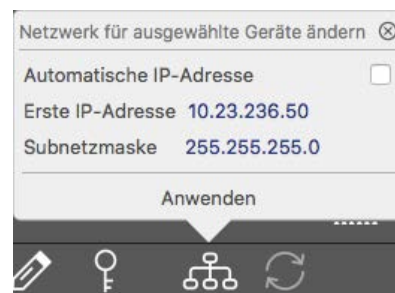 Netzwerk für ausgewählte Geräte ändern
Automatische IP-Adresse
Erste IP-Adresse 10.23.236.50
Subnetzmaske 255.255.255.0
Anwenden